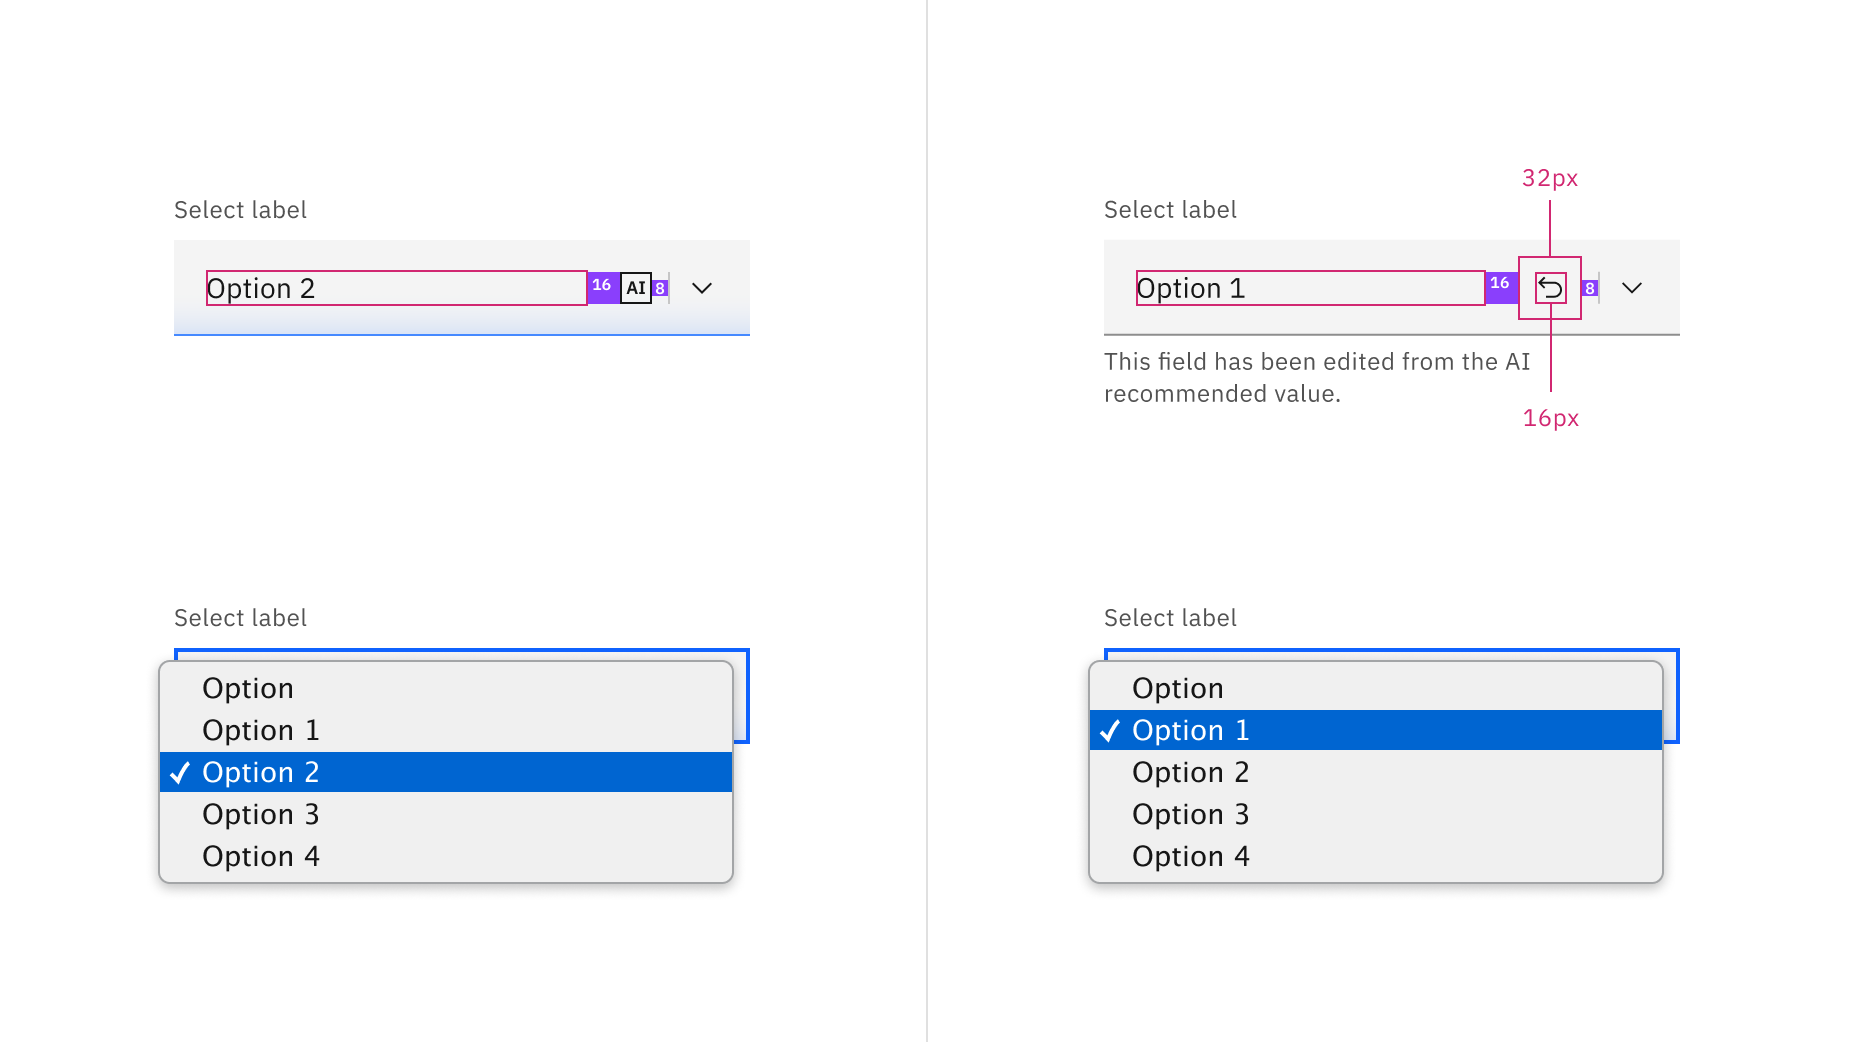 Select label
Option 2 16 AI 8
Select label
Option
Option 1
Option 2
Option 3
Option 4
32px
Select label
Option 1 16 8
This field has been edited from the AI
recommended value.
16px
Select label
Option
Option 1
Option 2
Option 3
Option 4